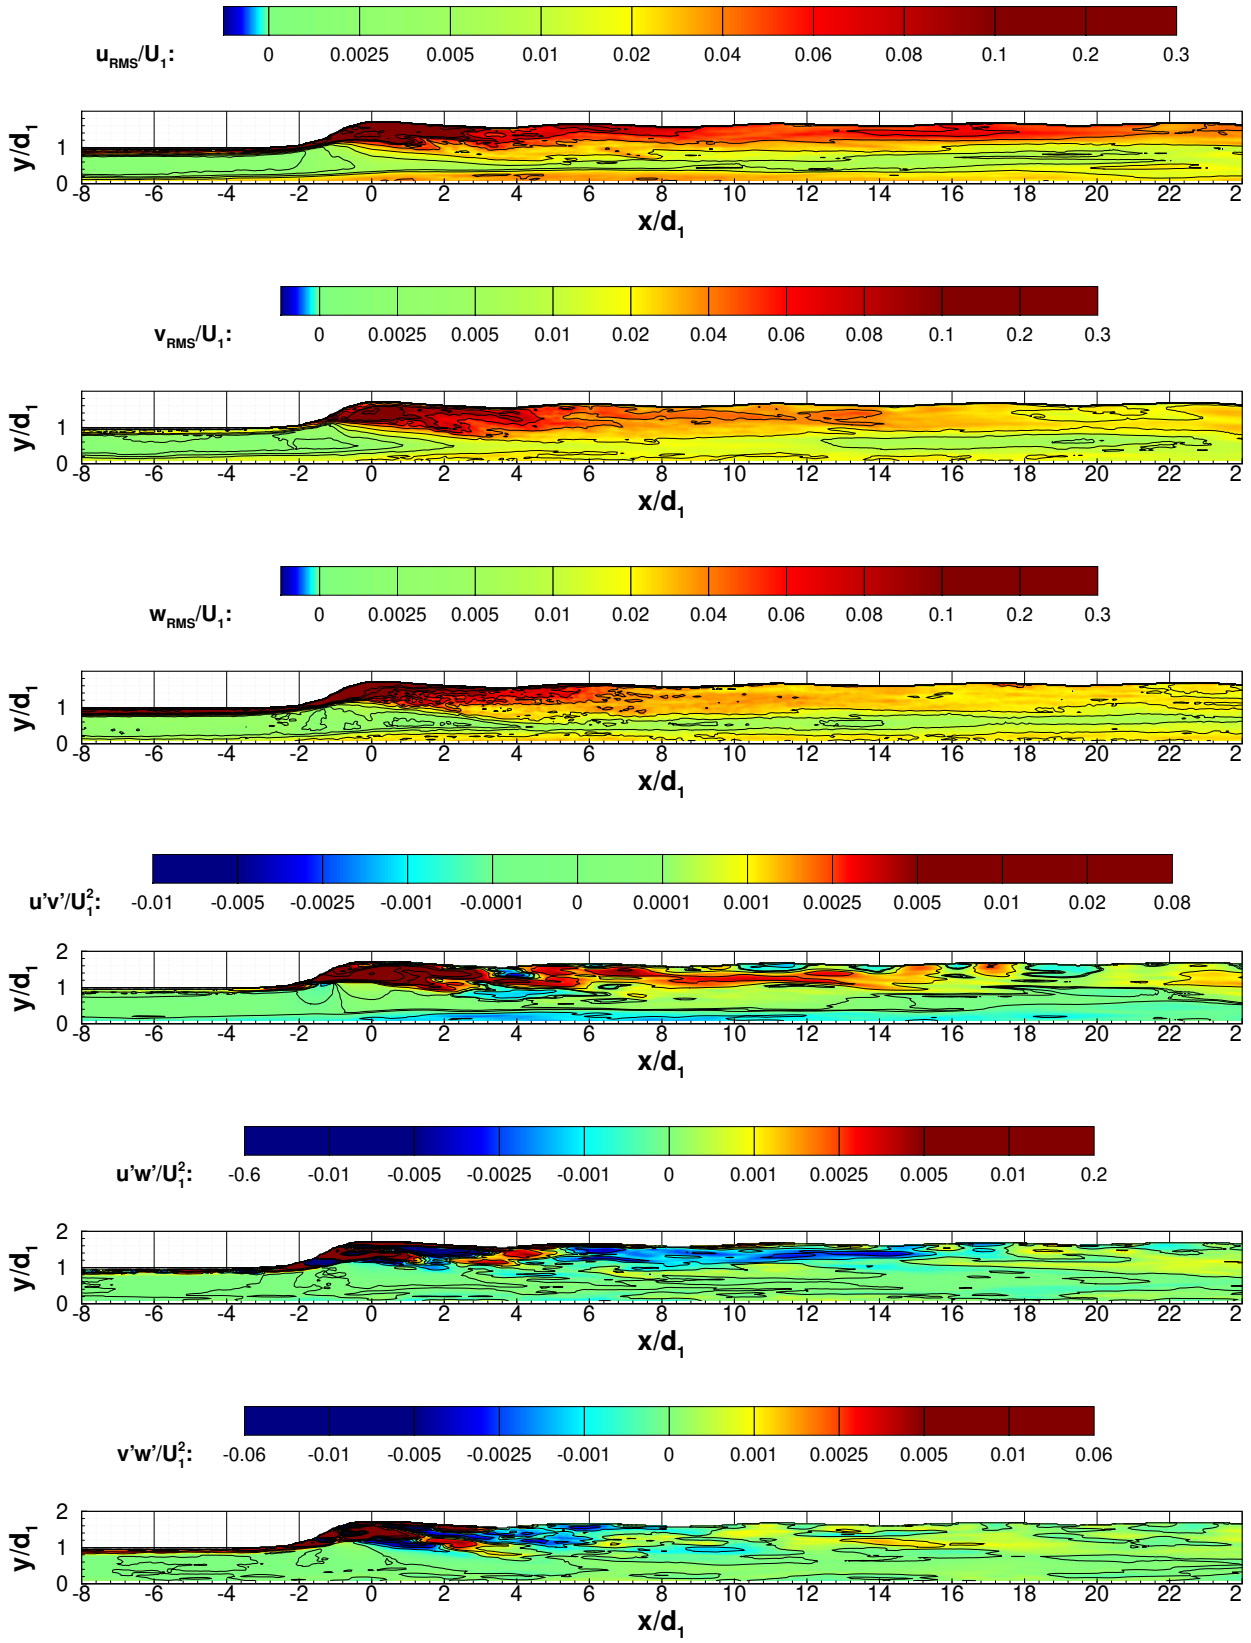 u_RMS/U_1: 0 0.0025 0.005 0.01 0.02 0.04 0.06 0.08 0.1 0.2 0.3
y/d_1
1
0
-8 -6 -4 -2 0 2 4 6 8 10 12 14 16 18 20 22 2
x/d_1
0 0.0025 0.005 0.01 0.02 0.04 0.06 0.08 0.1 0.2 0.3
v_RMS/U_1:
y/d_1
1
0
-8 -6 -4 -2 0 2 4 6 8 10 12 14 16 18 20 22 2
x/d_1
w_RMS/U_1: 0 0.0025 0.005 0.01 0.02 0.04 0.06 0.08 0.1 0.2 0.3
y/d_1
1
0
-8 -6 -4 -2 0 2 4 6 8 10 12 14 16 18 20 22 2
x/d_1
u'v'/U_1^2: -0.01 -0.005 -0.0025 -0.001 -0.0001 0 0.0001 0.001 0.0025 0.005 0.01 0.02 0.08
y/d_1
2
1
0
-8 -6 -4 -2 0 2 4 6 8 10 12 14 16 18 20 22 2
x/d_1
u'w'/U_1^2: -0.6 -0.01 -0.005 -0.0025 -0.001 0 0.001 0.0025 0.005 0.01 0.2
y/d_1
2
1
0
-8 -6 -4 -2 0 2 4 6 8 10 12 14 16 18 20 22 2
x/d_1
v'w'/U_1^2: -0.06 -0.01 -0.005 -0.0025 -0.001 0 0.001 0.0025 0.005 0.01 0.06
y/d_1
2
1
0
-8 -6 -4 -2 0 2 4 6 8 10 12 14 16 18 20 22 2
x/d_1